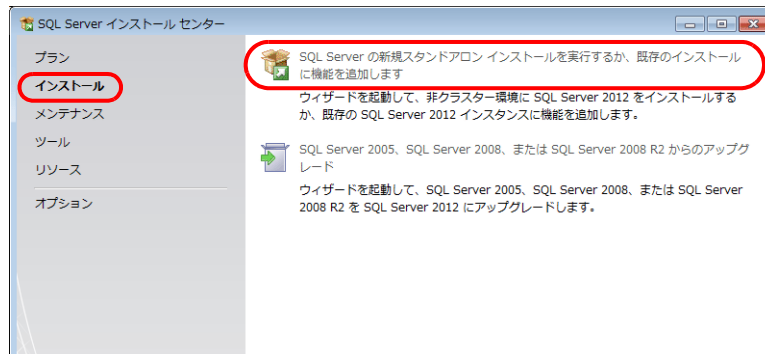 SQL Server インストール センター
プラン
インストール
メンテナンス
ツール
リソース
オプション
SQL Server の新規スタンドアロン インストールを実行するか、既存のインストール
に機能を追加します
ウィザードを起動して、非クラスター環境に SQL Server 2012 をインストールする
か、既存の SQL Server 2012 インスタンスに機能を追加します。
SQL Server 2005、SQL Server 2008、または SQL Server 2008 R2 からのアップグ
レード
ウィザードを起動して、SQL Server 2005、SQL Server 2008、または SQL Server
2008 R2 を SQL Server 2012 にアップグレードします。